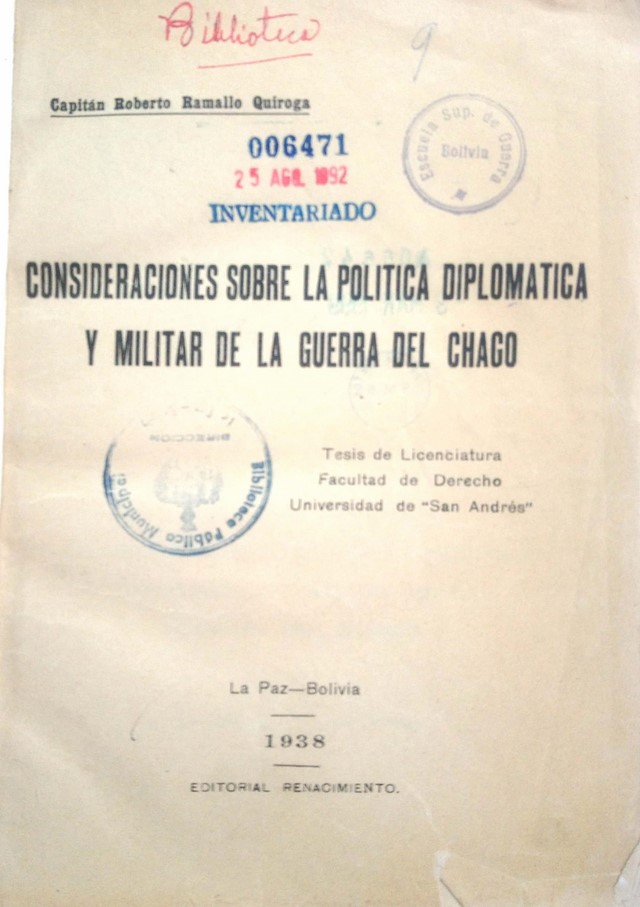 Biblioteca
9
Capitán Roberto Ramallo Quiroga
Escuela Sup. de Guerra
Bolivia
006471
25 AGO. 1992
INVENTARIADO
CONSIDERACIONES SOBRE LA POLITICA DIPLOMATICA
Y MILITAR DE LA GUERRA DEL CHACO
Tesis de Licenciatura
Facultad de Derecho
Universidad de "San Andrés"
DIRECCION
Biblioteca Pública Municipal
La Paz—Bolivia
1938
EDITORIAL RENACIMIENTO.